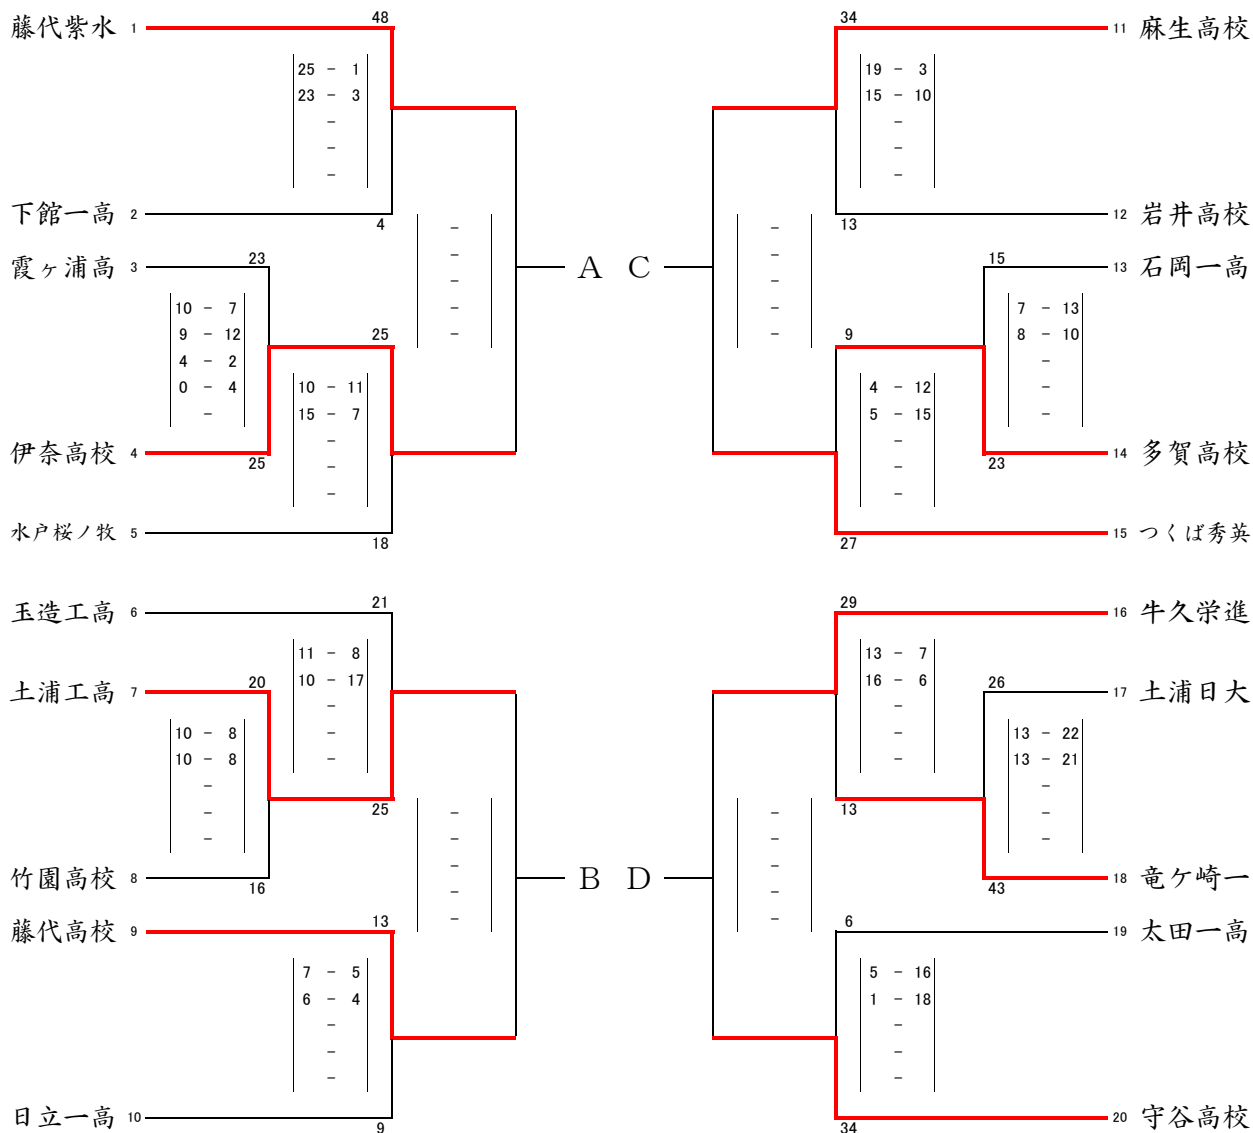 藤代紫水 1
48
25 - 1
23 - 3
-
-
-
下館一高 2
4
霞ヶ浦高 3
23
10 - 7
9 - 12
4 - 2
0 - 4
-
伊奈高校 4
25
25
10 - 11
15 - 7
-
-
-
水戸桜ノ牧 5
18
-
-
-
-
-
A
玉造工高 6
21
11 - 8
10 - 17
-
-
-
土浦工高 7
20
10 - 8
10 - 8
-
-
-
25
竹園高校 8
16
藤代高校 9
13
7 - 5
6 - 4
-
-
-
日立一高 10
9
-
-
-
-
-
B
34
11 麻生高校
19 - 3
15 - 10
-
-
-
13
12 岩井高校
15
13 石岡一高
7 - 13
8 - 10
-
-
-
9
23
14 多賀高校
4 - 12
5 - 15
-
-
-
27
15 つくば秀英
-
-
-
-
-
C
29
16 牛久栄進
13 - 7
16 - 6
-
-
-
26
17 土浦日大
13 - 22
13 - 21
-
-
-
13
43
18 竜ケ崎一
6
19 太田一高
5 - 16
1 - 18
-
-
-
34
20 守谷高校
-
-
-
-
-
D